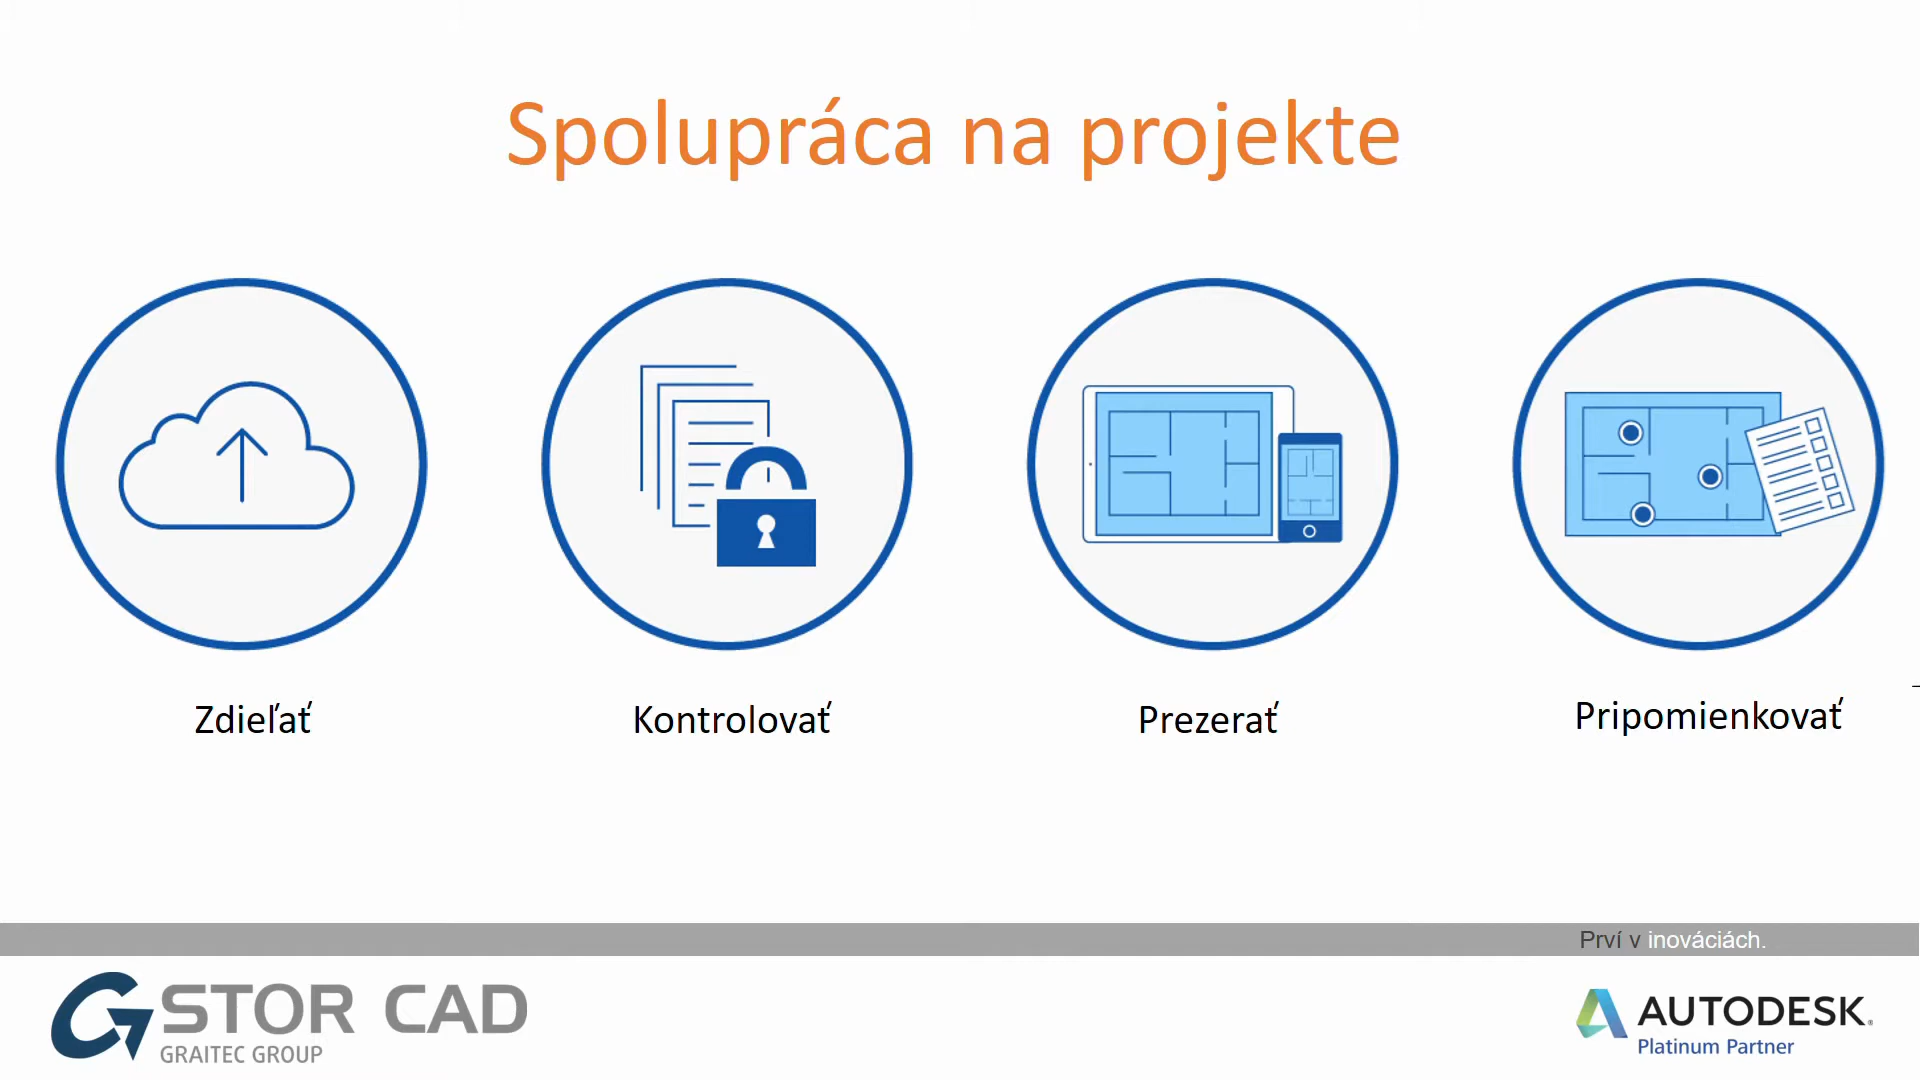 Spolupráca na projekte
Zdieľať
Kontrolovať
Prezerať
Pripomienkovať
Prví v inováciách.
STOR CAD
GRAITEC GROUP
AUTODESK®
Platinum Partner